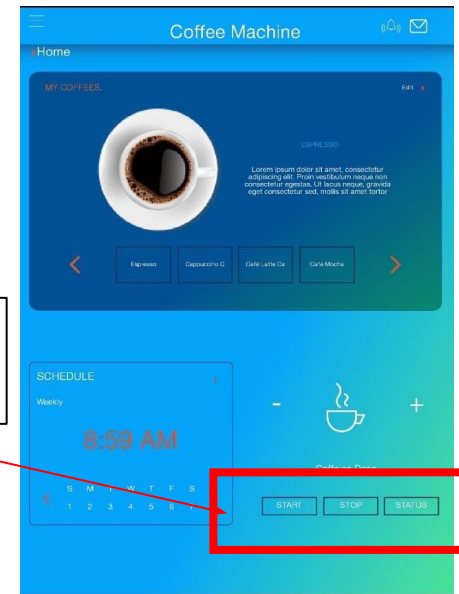 Coffee Machine
Home
MY COFFEES.
Edit
ESPRESSO
Lorem ipsum dolor sit amet, consectetur
adipiscing elit. Proin vestibulum neque non
consectetur egestas. Ut lacus neque, gravida
eget consectetur sed, mollis sit amet tortor
Espresso
Cappuccino C
Café Latte Ca
Café Mocha
SCHEDULE +
Weekly
8:59 AM
- +
Caffeine Dose
S M T W T F S
1 2 3 4 5 6 7
START STOP STATUS